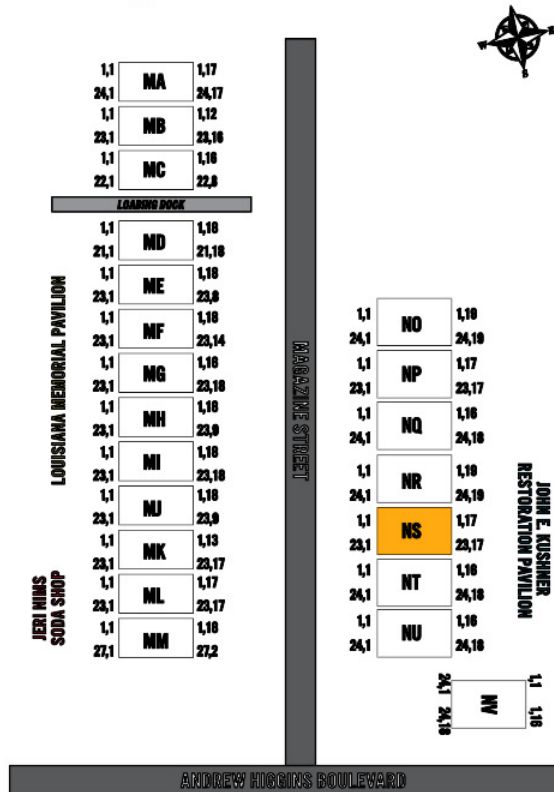 N
W
E
S
1,1 MA 1,17
24,1 24,17
1,1 MB 1,12
23,1 23,16
1,1 MC 1,16
22,1 22,8
LOADING DOCK
1,1 MD 1,18
21,1 21,18
1,1 ME 1,18
23,1 23,8
1,1 MF 1,18
23,1 23,14
1,1 MG 1,16
23,1 23,18
1,1 MH 1,18
23,1 23,9
1,1 MI 1,18
23,1 23,18
1,1 MJ 1,18
23,1 23,9
1,1 MK 1,13
23,1 23,17
1,1 ML 1,17
23,1 23,17
1,1 MM 1,18
27,1 27,2
LOUISIANA MEMORIAL PAVILION
JERI NIMS
SODA SHOP
MAGAZINE STREET
1,1 NO 1,19
24,1 24,19
1,1 NP 1,17
23,1 23,17
1,1 NQ 1,16
24,1 24,18
1,1 NR 1,19
24,1 24,19
1,1 NS 1,17
23,1 23,17
1,1 NT 1,16
24,1 24,18
1,1 NU 1,16
24,1 24,18
JOHN E. KUSHNER
RESTORATION PAVILION
24,1 NV 1,1
24,18 1,16
ANDREW HIGGINS BOULEVARD